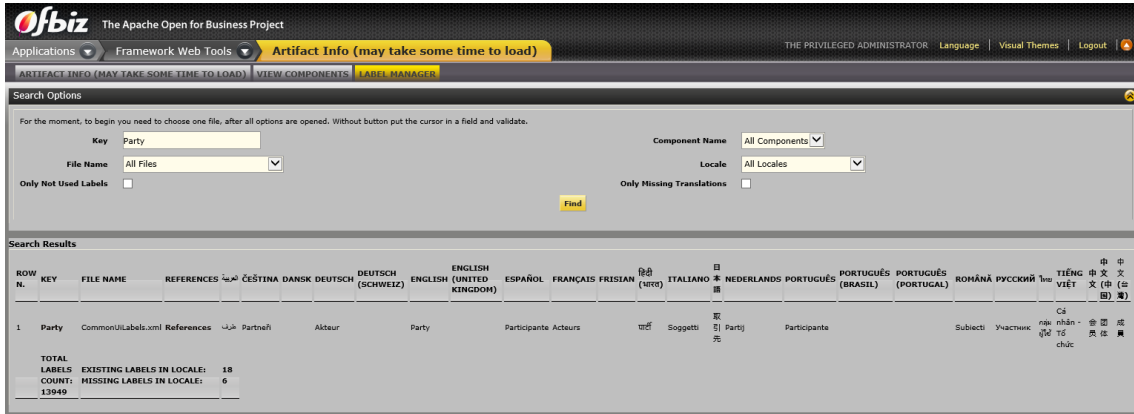 Ofbiz The Apache Open for Business Project
Applications Framework Web Tools Artifact Info (may take some time to load) THE PRIVILEGED ADMINISTRATOR Language Visual Themes Logout
ARTIFACT INFO (MAY TAKE SOME TIME TO LOAD) VIEW COMPONENTS LABEL MANAGER
Search Options
For the moment, to begin you need to choose one file, after all options are opened. Without button put the cursor in a field and validate.
Key Party Component Name All Components
File Name All Files Locale All Locales
Only Not Used Labels Only Missing Translations
Find
Search Results
ROW N. KEY FILE NAME REFERENCES العربية ČEŠTINA DANSK DEUTSCH DEUTSCH (SCHWEIZ) ENGLISH ENGLISH (UNITED KINGDOM) ESPAÑOL FRANÇAIS FRISIAN हिंदी (भारत) ITALIANO 日本語 NEDERLANDS PORTUGUÊS PORTUGUÊS (BRASIL) PORTUGUÊS (PORTUGAL) ROMÂNĂ РУССКИЙ ไทย TIẾNG VIỆT 中文 中文 (中国) 中文 (台灣)
1 Party CommonUiLabels.xml References طرف Partneři Akteur Party Participante Acteurs पार्टी Soggetti 取引先 Partij Participante Subiecti Участник กลุ่มผู้ใช้ Cá nhân - Tổ chức 会员 团体 成員
TOTAL LABELS COUNT: 13949
EXISTING LABELS IN LOCALE: 18
MISSING LABELS IN LOCALE: 6